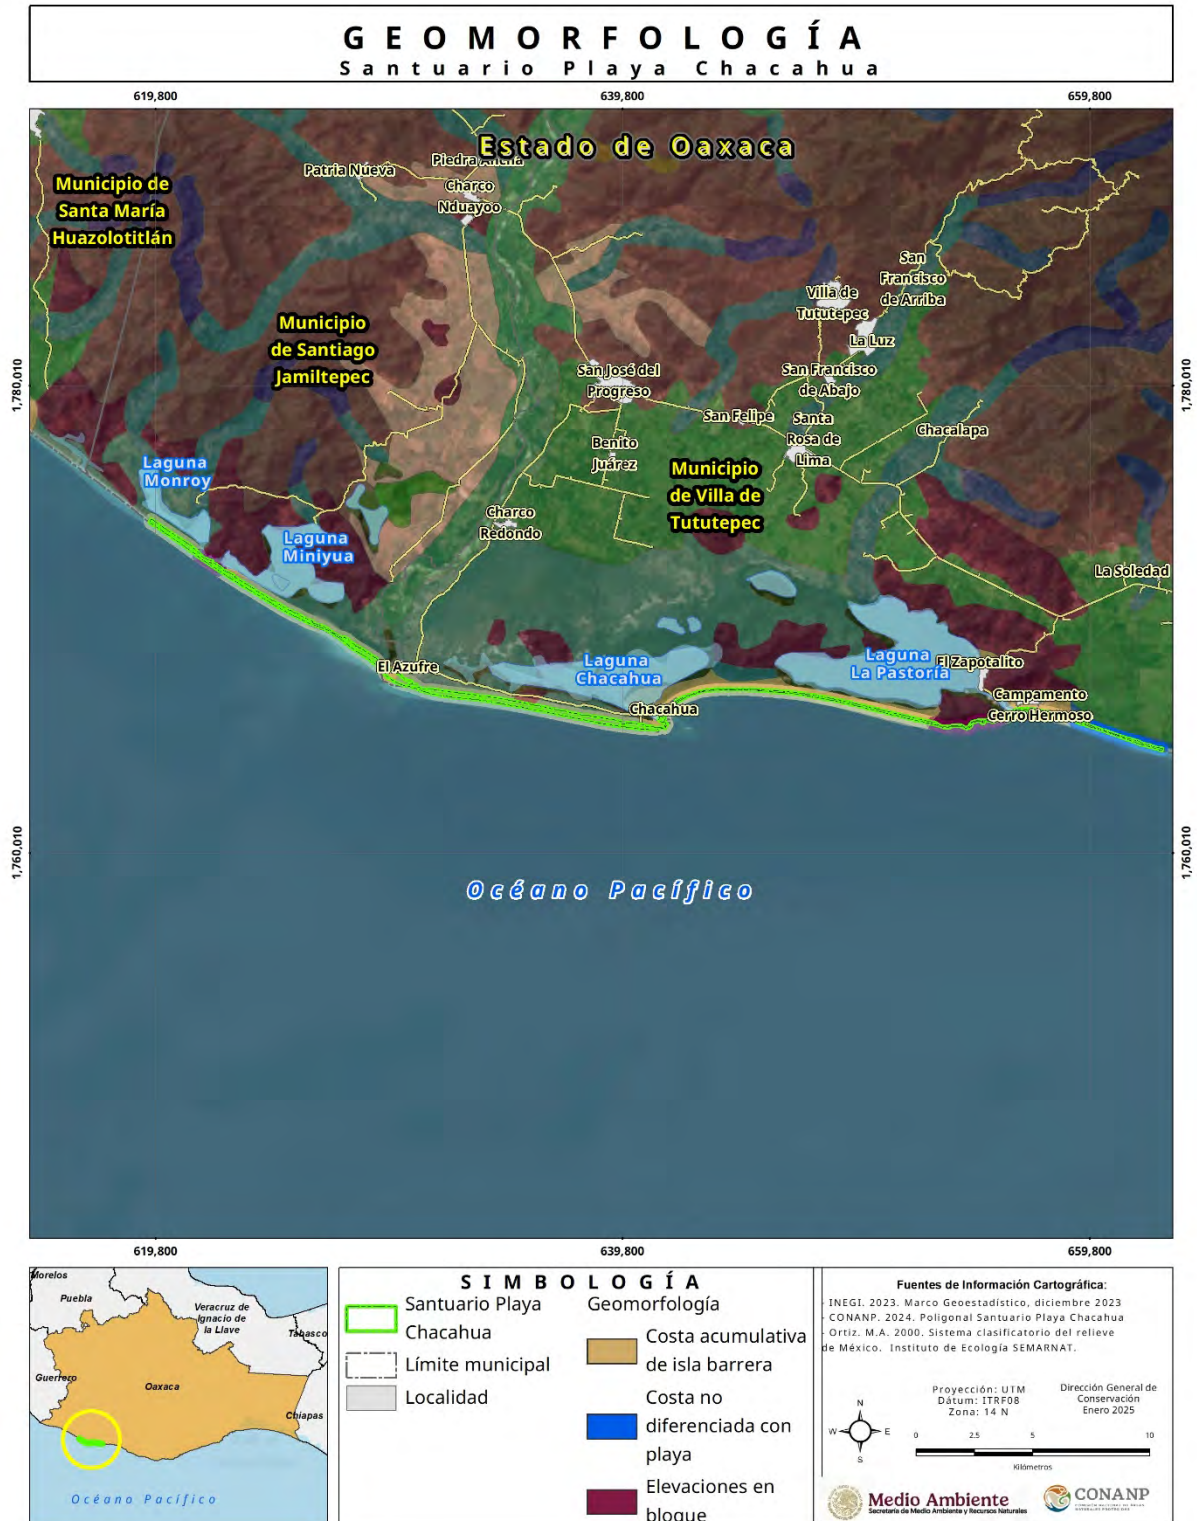 GEOMORFOLOGÍA
Santuario Playa Chacahua
619,800
639,800
659,800
Estado de Oaxaca
Patria Nueva
Piedra Ancha
Charco
Nduayoo
Municipio de
Santa María
Huazolotitlán
San
Francisco
de Arriba
Villa de
Tututepec
La Luz
Municipio
de Santiago
Jamiltepec
San José del
Progreso
San Francisco
de Abajo
1,780,010
1,780,010
San Felipe
Santa
Rosa de
Lima
Chacalapa
Benito
Juárez
Laguna
Monroy
Municipio
de Villa de
Tututepec
Charco
Redondo
Laguna
Miniyua
La Soledad
El Azufre
Laguna
Chacahua
Laguna
La Pastoría
El Zapotalito
Chacahua
Campamento
Cerro Hermoso
1,760,010
1,760,010
Océano Pacífico
619,800
639,800
659,800
Morelos
Puebla
Veracruz de
Ignacio de
la Llave
Tabasco
Guerrero
Oaxaca
Chiapas
Océano Pacífico
SIMBOLOGÍA
Santuario Playa
Chacahua
Límite municipal
Localidad
Geomorfología
Costa acumulativa
de isla barrera
Costa no
diferenciada con
playa
Elevaciones en
bloque
Fuentes de Información Cartográfica:
- INEGI. 2023. Marco Geoestadístico, diciembre 2023
- CONANP. 2024. Poligonal Santuario Playa Chacahua
- Ortiz. M.A. 2000. Sistema clasificatorio del relieve
de México. Instituto de Ecología SEMARNAT.
Proyección: UTM
Dátum: ITRF08
Zona: 14 N
Dirección General de
Conservación
Enero 2025
N
W
E
S
0 2.5 5 10
Kilómetros
Medio Ambiente
Secretaría de Medio Ambiente y Recursos Naturales
CONANP